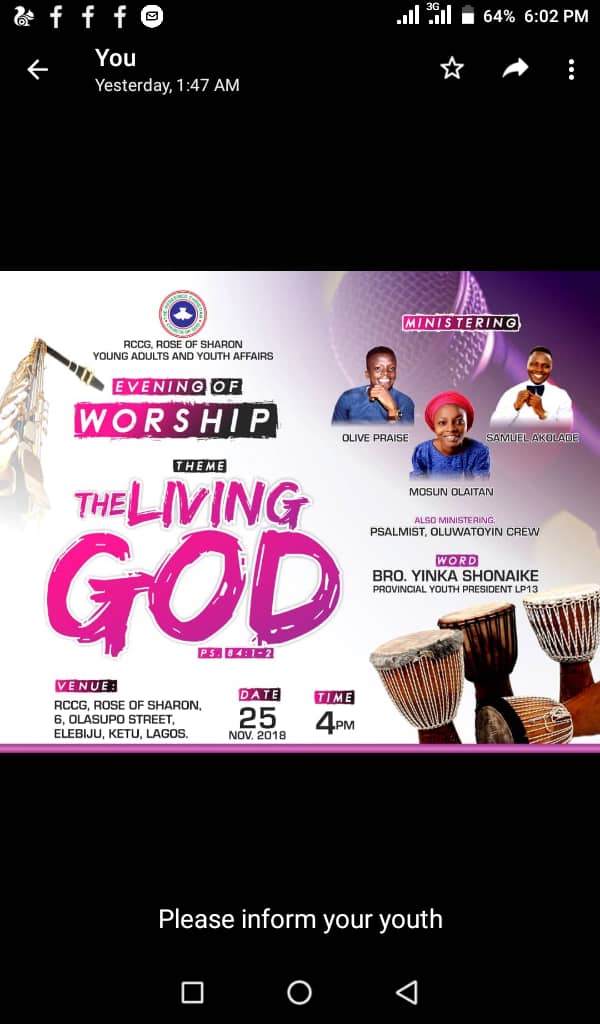 3G
64% 6:02 PM
You
Yesterday, 1:47 AM
RCCG, ROSE OF SHARON
YOUNG ADULTS AND YOUTH AFFAIRS
EVENING OF
WORSHIP
THEME
THE LIVING
GOD
PS. 84:1-2
VENUE:
RCCG, ROSE OF SHARON,
6, OLASUPO STREET,
ELEBIJU, KETU, LAGOS.
DATE
25
NOV. 2018
TIME
4PM
MINISTERING
OLIVE PRAISE
SAMUEL AKOLADE
MOSUN OLAITAN
ALSO MINISTERING.
PSALMIST, OLUWATOYIN CREW
WORD
BRO. YINKA SHONAIKE
PROVINCIAL YOUTH PRESIDENT LP13
Please inform your youth